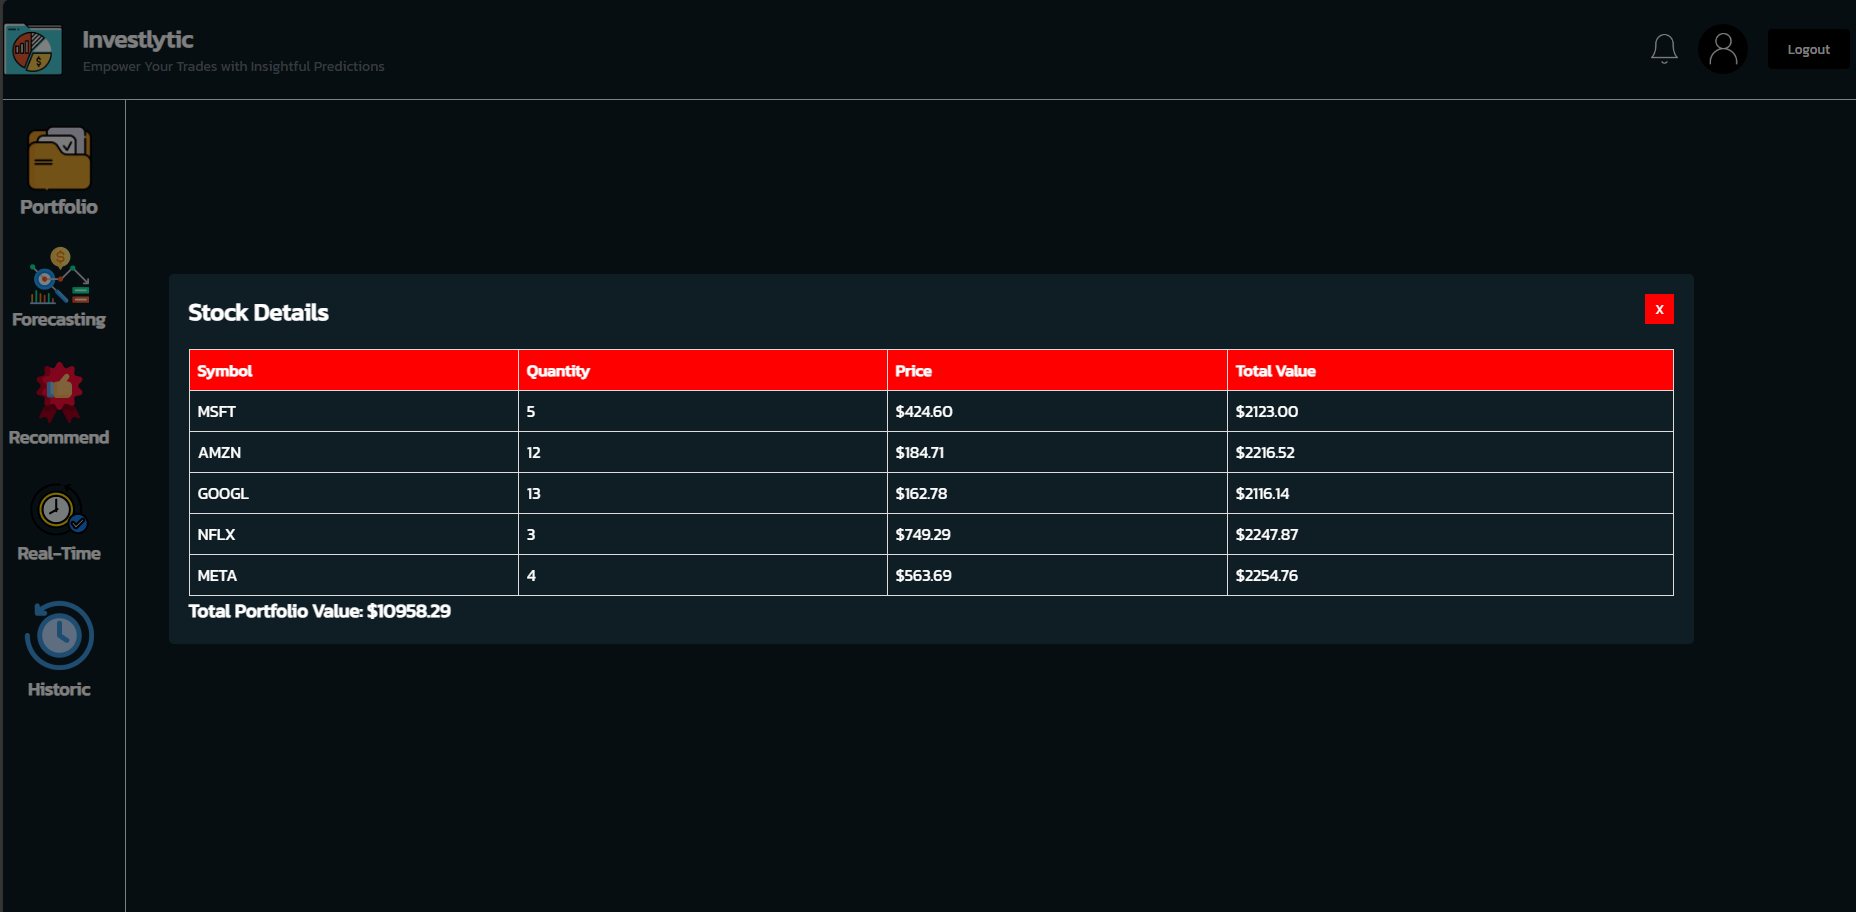 Investlytic
Empower Your Trades with Insightful Predictions
Logout
Portfolio
Forecasting
Recommend
Real-Time
Historic
Stock Details
X
Symbol Quantity Price Total Value
MSFT 5 $424.60 $2123.00
AMZN 12 $184.71 $2216.52
GOOGL 13 $162.78 $2116.14
NFLX 3 $749.29 $2247.87
META 4 $563.69 $2254.76
Total Portfolio Value: $10958.29